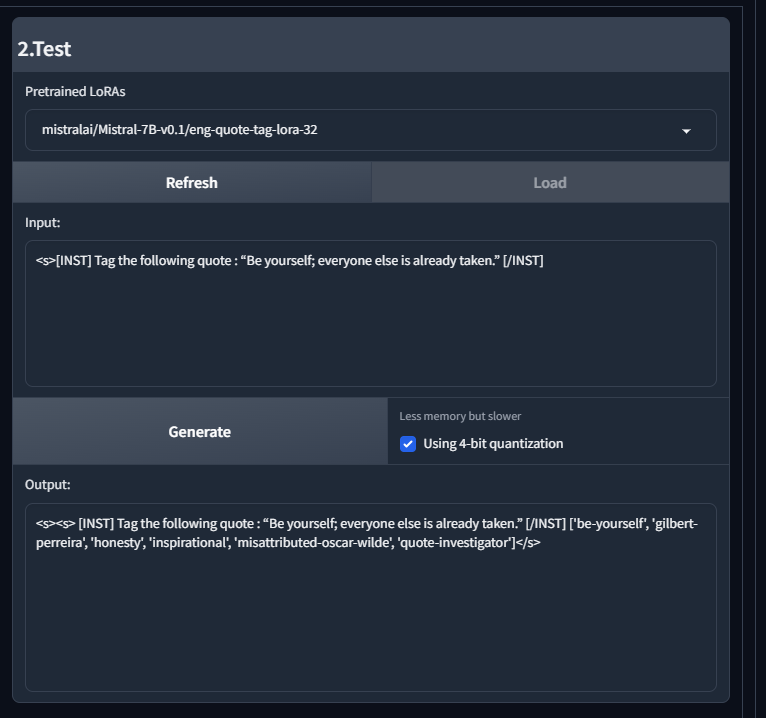 2.Test
Pretrained LoRAs
mistralai/Mistral-7B-v0.1/eng-quote-tag-lora-32
Refresh
Load
Input:
<s>[INST] Tag the following quote : “Be yourself; everyone else is already taken.” [/INST]
Generate
Less memory but slower
Using 4-bit quantization
Output:
<s><s> [INST] Tag the following quote : “Be yourself; everyone else is already taken.” [/INST] ['be-yourself', 'gilbert-
perreira', 'honesty', 'inspirational', 'misattributed-oscar-wilde', 'quote-investigator']</s>